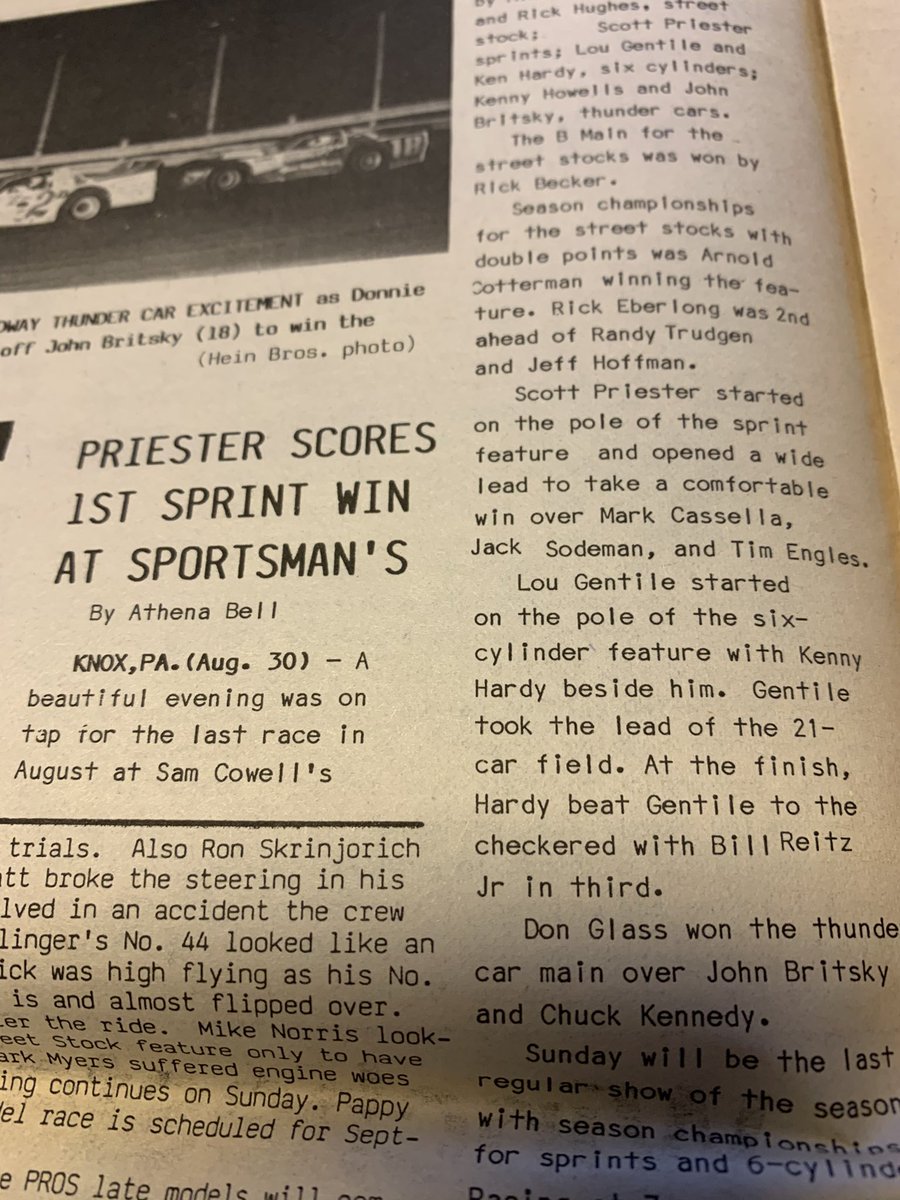 WAY THUNDER CAR EXCITEMENT as Donnie
off John Britsky (18) to win the
(Hein Bros. photo)
PRIESTER SCORES
1ST SPRINT WIN
AT SPORTSMAN'S
By Athena Bell
KNOX,PA.(Aug. 30) – A
beautiful evening was on
tap for the last race in
August at Sam Cowell's
trials. Also Ron Skrinjorich
att broke the steering in his
lved in an accident the crew
linger's No. 44 looked like an
ick was high flying as his No.
is and almost flipped over.
er the ride. Mike Norris look-
eet Stock feature only to have
ark Myers suffered engine woes
ing continues on Sunday. Pappy
del race is scheduled for Sept-
e PROS late models will
and Rick Hughes, street
stock; Scott Priester
sprints; Lou Gentile and
Ken Hardy, six cylinders;
Kenny Howells and John
Britsky, thunder cars.
The B Main for the
street stocks was won by
Rick Becker.
Season championships
for the street stocks with
double points was Arnold
Cotterman winning the fea-
ture. Rick Eberlong was 2nd
ahead of Randy Trudgen
and Jeff Hoffman.
Scott Priester started
on the pole of the sprint
feature and opened a wide
lead to take a comfortable
win over Mark Cassella,
Jack Sodeman, and Tim Engles.
Lou Gentile started
on the pole of the six-
cylinder feature with Kenny
Hardy beside him. Gentile
took the lead of the 21-
car field. At the finish,
Hardy beat Gentile to the
checkered with Bill Reitz
Jr in third.
Don Glass won the thunde
car main over John Britsky
and Chuck Kennedy.
Sunday will be the last
regular show of the season
with season championships
for sprints and 6-cylind